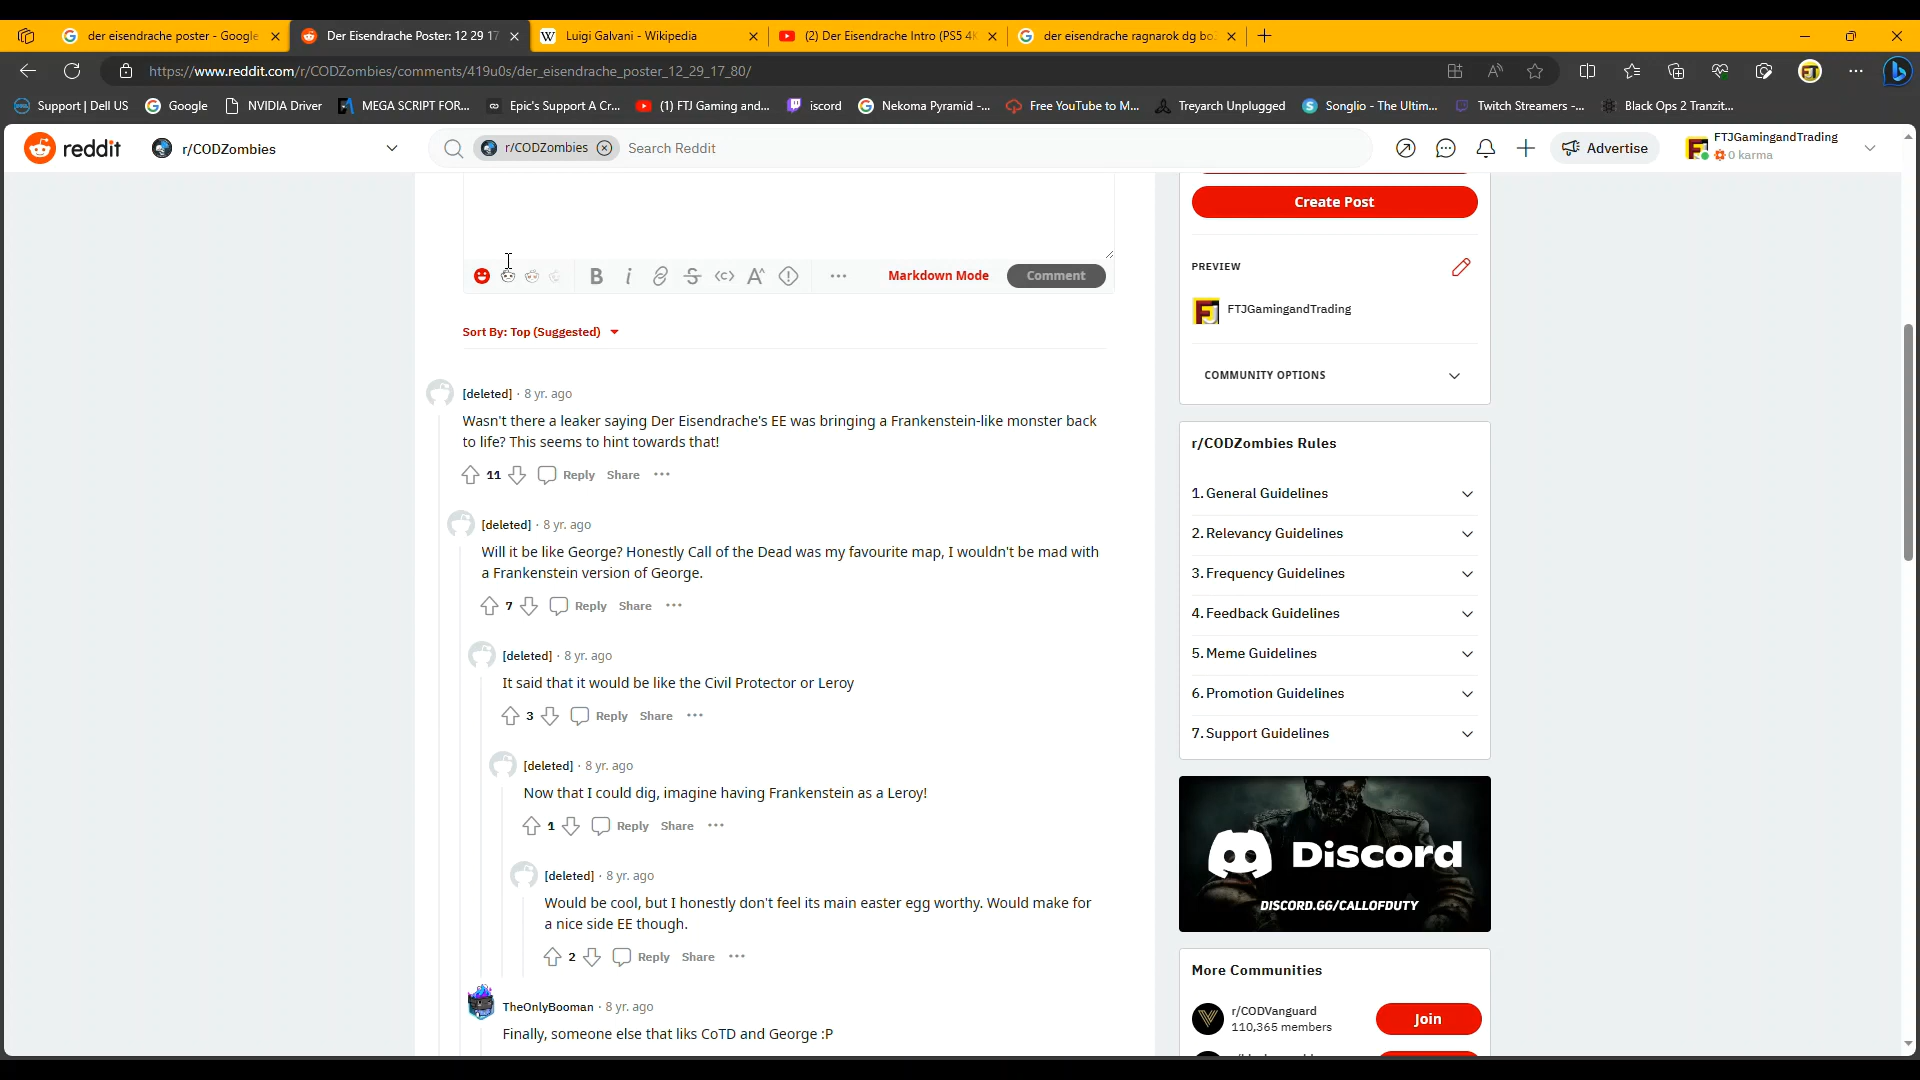 der eisendrache poster - Google
Der Eisendrache Poster: 12 29 17
W Luigi Galvani - Wikipedia
(2) Der Eisendrache Intro (PS5 4K
der eisendrache ragnarok dg bo
https://www.reddit.com/r/CODZombies/comments/419u0s/der_eisendrache_poster_12_29_17_80/
FT
Support | Dell US
Google
NVIDIA Driver
MEGA SCRIPT FOR...
Epic's Support A Cr...
(1) FTJ Gaming and...
iscord
Nekoma Pyramid -...
Free YouTube to M...
Treyarch Unplugged
Songlio - The Ultim...
Twitch Streamers -...
Black Ops 2 Tranzit...
reddit
r/CODZombies
r/CODZombies
Search Reddit
Advertise
FTJGamingandTrading
0 karma
B i
Markdown Mode
Comment
Sort By: Top (Suggested)
[deleted] · 8 yr. ago
Wasn't there a leaker saying Der Eisendrache's EE was bringing a Frankenstein-like monster back
to life? This seems to hint towards that!
11 Reply Share ···
[deleted] · 8 yr. ago
Will it be like George? Honestly Call of the Dead was my favourite map, I wouldn't be mad with
a Frankenstein version of George.
7 Reply Share ···
[deleted] · 8 yr. ago
It said that it would be like the Civil Protector or Leroy
3 Reply Share ···
[deleted] · 8 yr. ago
Now that I could dig, imagine having Frankenstein as a Leroy!
1 Reply Share ···
[deleted] · 8 yr. ago
Would be cool, but I honestly don't feel its main easter egg worthy. Would make for
a nice side EE though.
2 Reply Share ···
TheOnlyBooman · 8 yr. ago
Finally, someone else that liks CoTD and George :P
Create Post
PREVIEW
FTJGamingandTrading
COMMUNITY OPTIONS
r/CODZombies Rules
1. General Guidelines
2. Relevancy Guidelines
3. Frequency Guidelines
4. Feedback Guidelines
5. Meme Guidelines
6. Promotion Guidelines
7. Support Guidelines
Discord
DISCORD.GG/CALLOFDUTY
More Communities
r/CODVanguard
110,365 members
Join